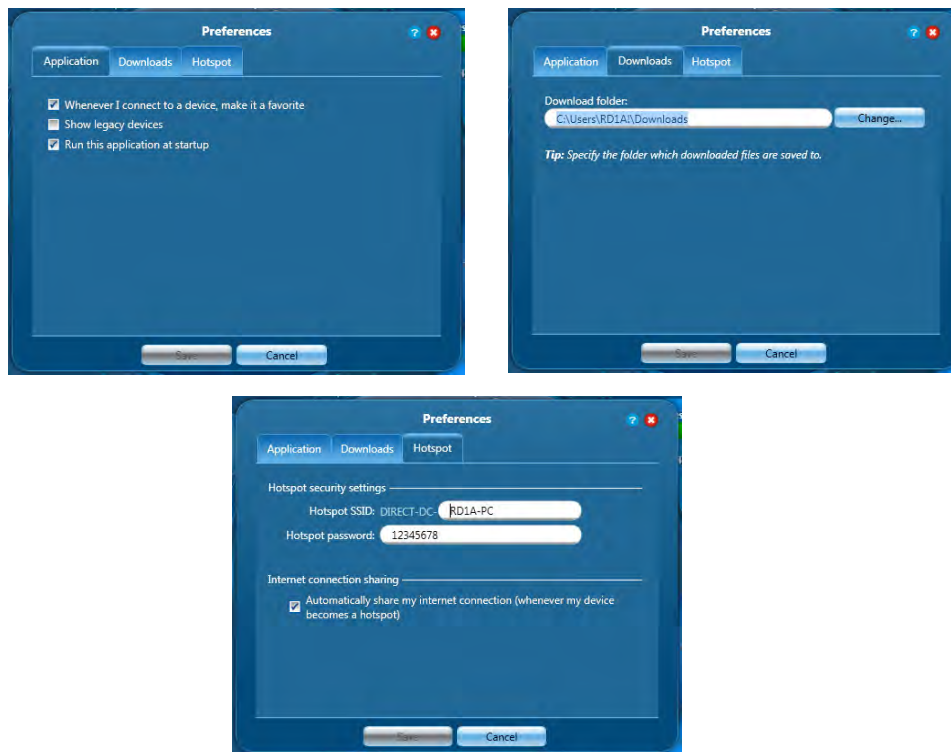 Preferences
?
Application Downloads Hotspot
Whenever I connect to a device, make it a favorite
Show legacy devices
Run this application at startup
Save Cancel
Preferences
?
Application Downloads Hotspot
Download folder:
C:\Users\RD1A!\Downloads Change...
Tip: Specify the folder which downloaded files are saved to.
Save Cancel
Preferences
?
Application Downloads Hotspot
Hotspot security settings
Hotspot SSID: DIRECT-DC- RD1A-PC
Hotspot password: 12345678
Internet connection sharing
Automatically share my internet connection (whenever my device
becomes a hotspot)
Save Cancel